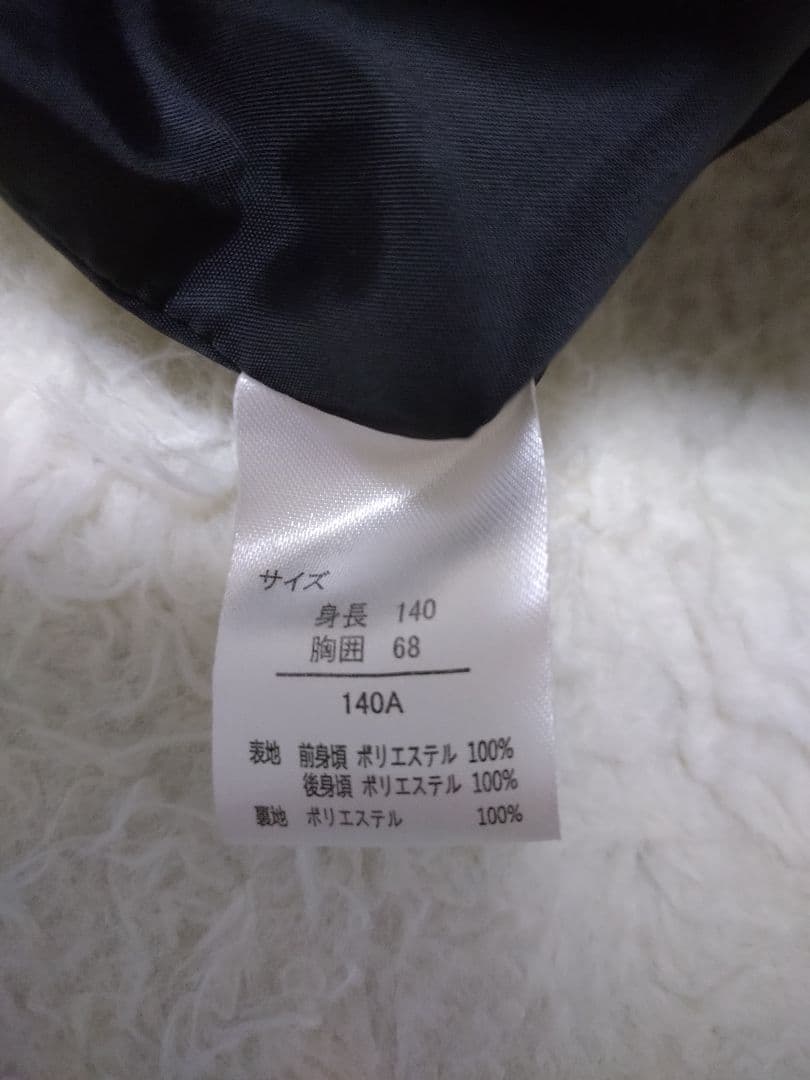 サイズ
身長 140
胸囲 68
140A
表地 前身頃 ポリエステル 100%
後身頃 ポリエステル 100%
裏地 ポリエステル 100%